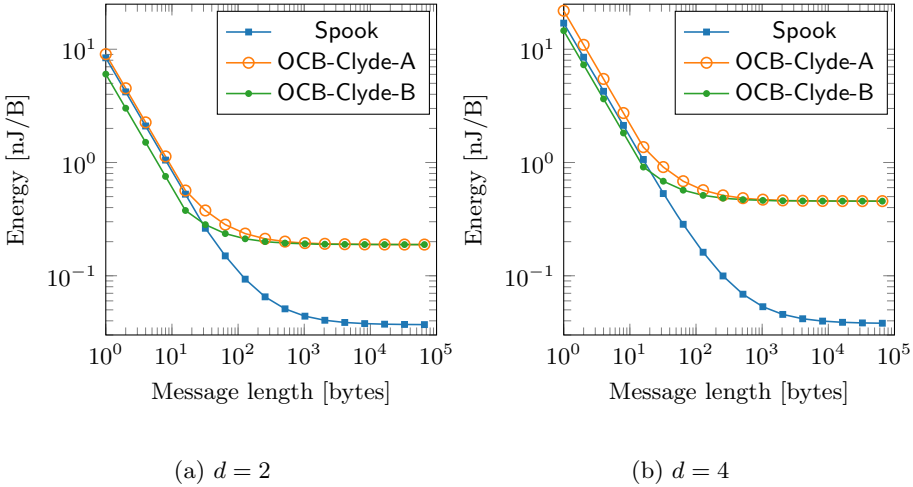 Spook
OCB-Clyde-A
OCB-Clyde-B
10^1
10^0
10^-1
Energy [nJ/B]
10^0 10^1 10^2 10^3 10^4 10^5
Message length [bytes]
(a) d = 2
Spook
OCB-Clyde-A
OCB-Clyde-B
10^1
10^0
10^-1
Energy [nJ/B]
10^0 10^1 10^2 10^3 10^4 10^5
Message length [bytes]
(b) d = 4